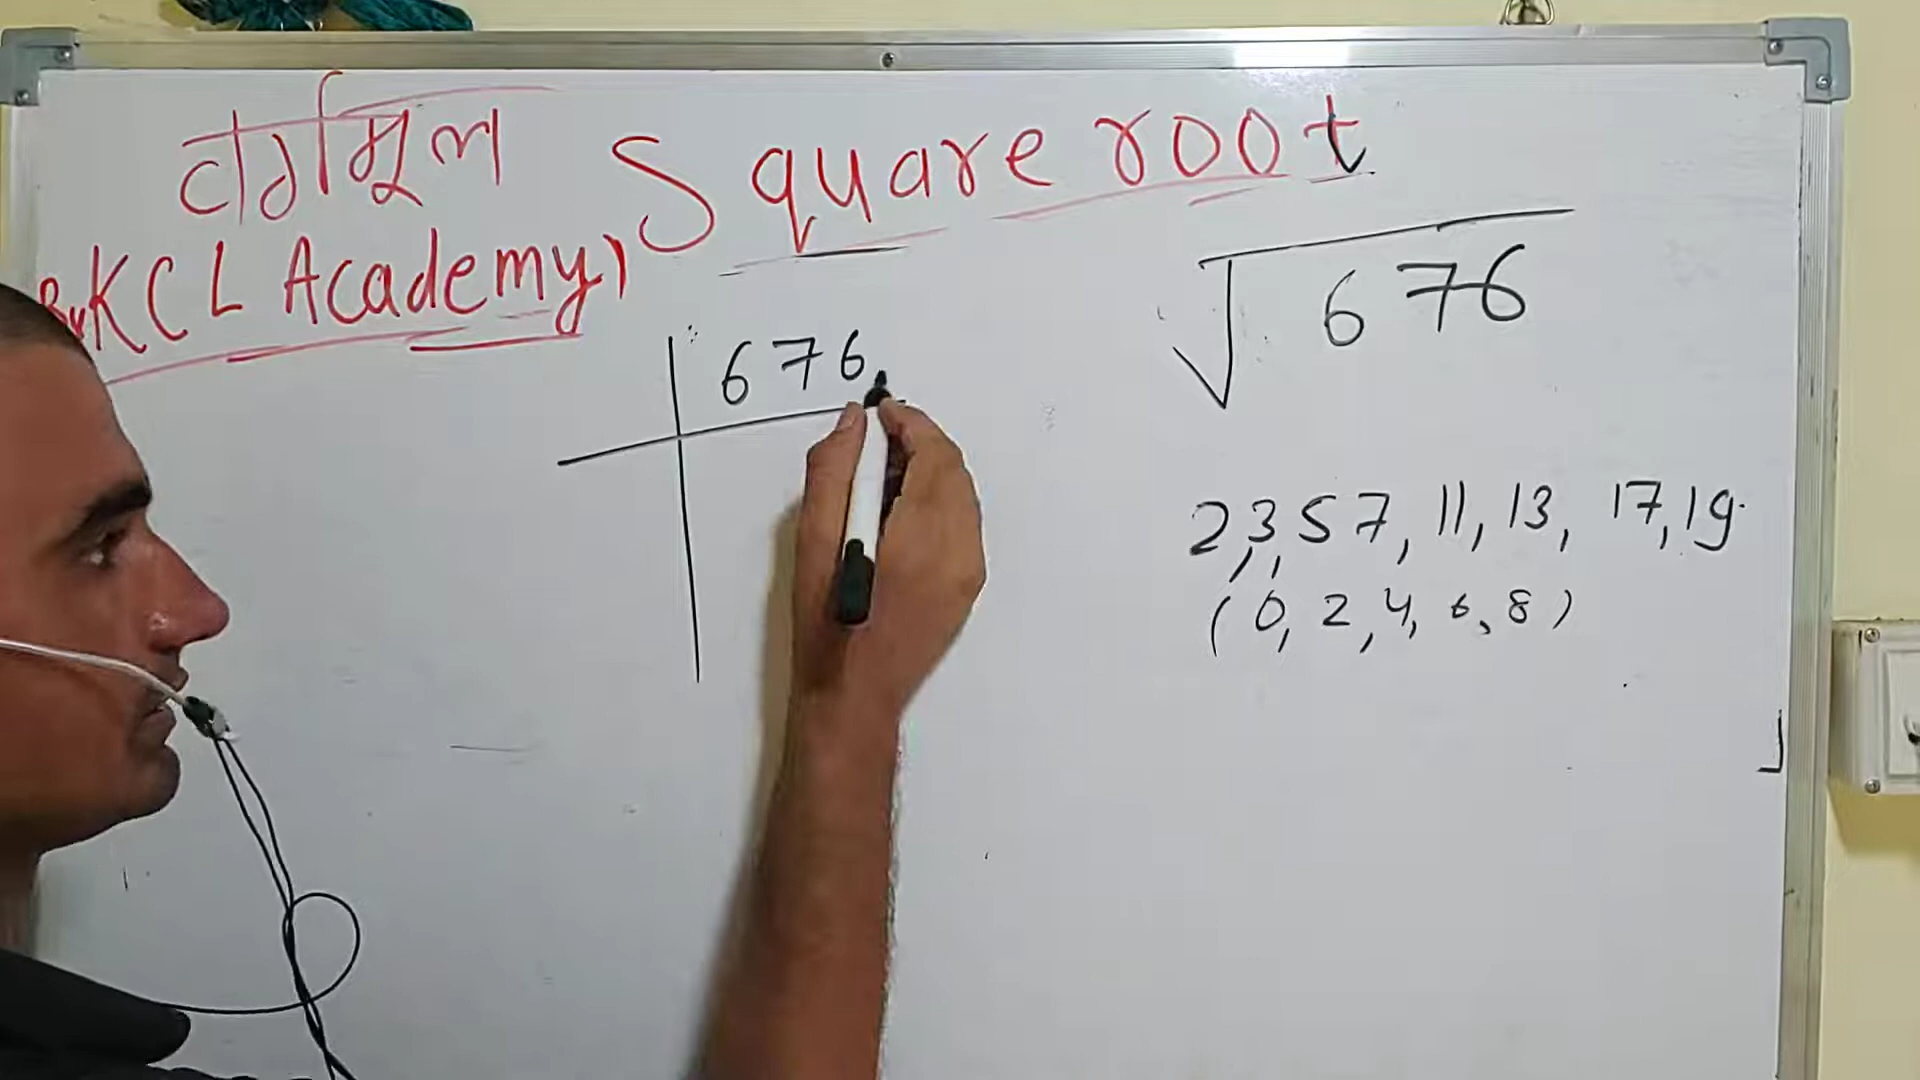 वर्गमूल Square root
By KCL Academy)
√676
676
2,3,5 7, 11, 13, 17, 19
(0, 2, 4, 6, 8)